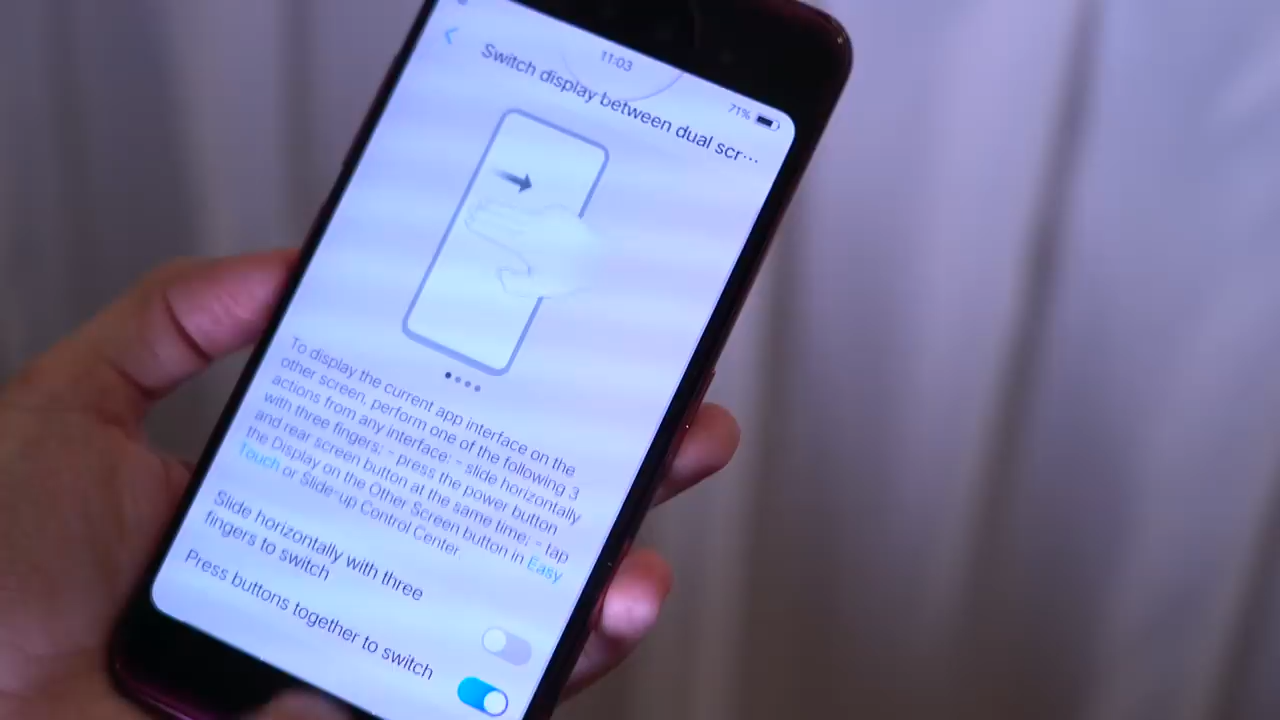 11:03
71%
Switch display between dual scr...
To display the current app interface on the
other screen, perform one of the following 3
actions from any interface: - slide horizontally
with three fingers; - press the power button
and rear screen button at the same time; - tap
the Display on the Other Screen button in Easy
Touch or Slide-up Control Center.
Slide horizontally with three
fingers to switch
Press buttons together to switch